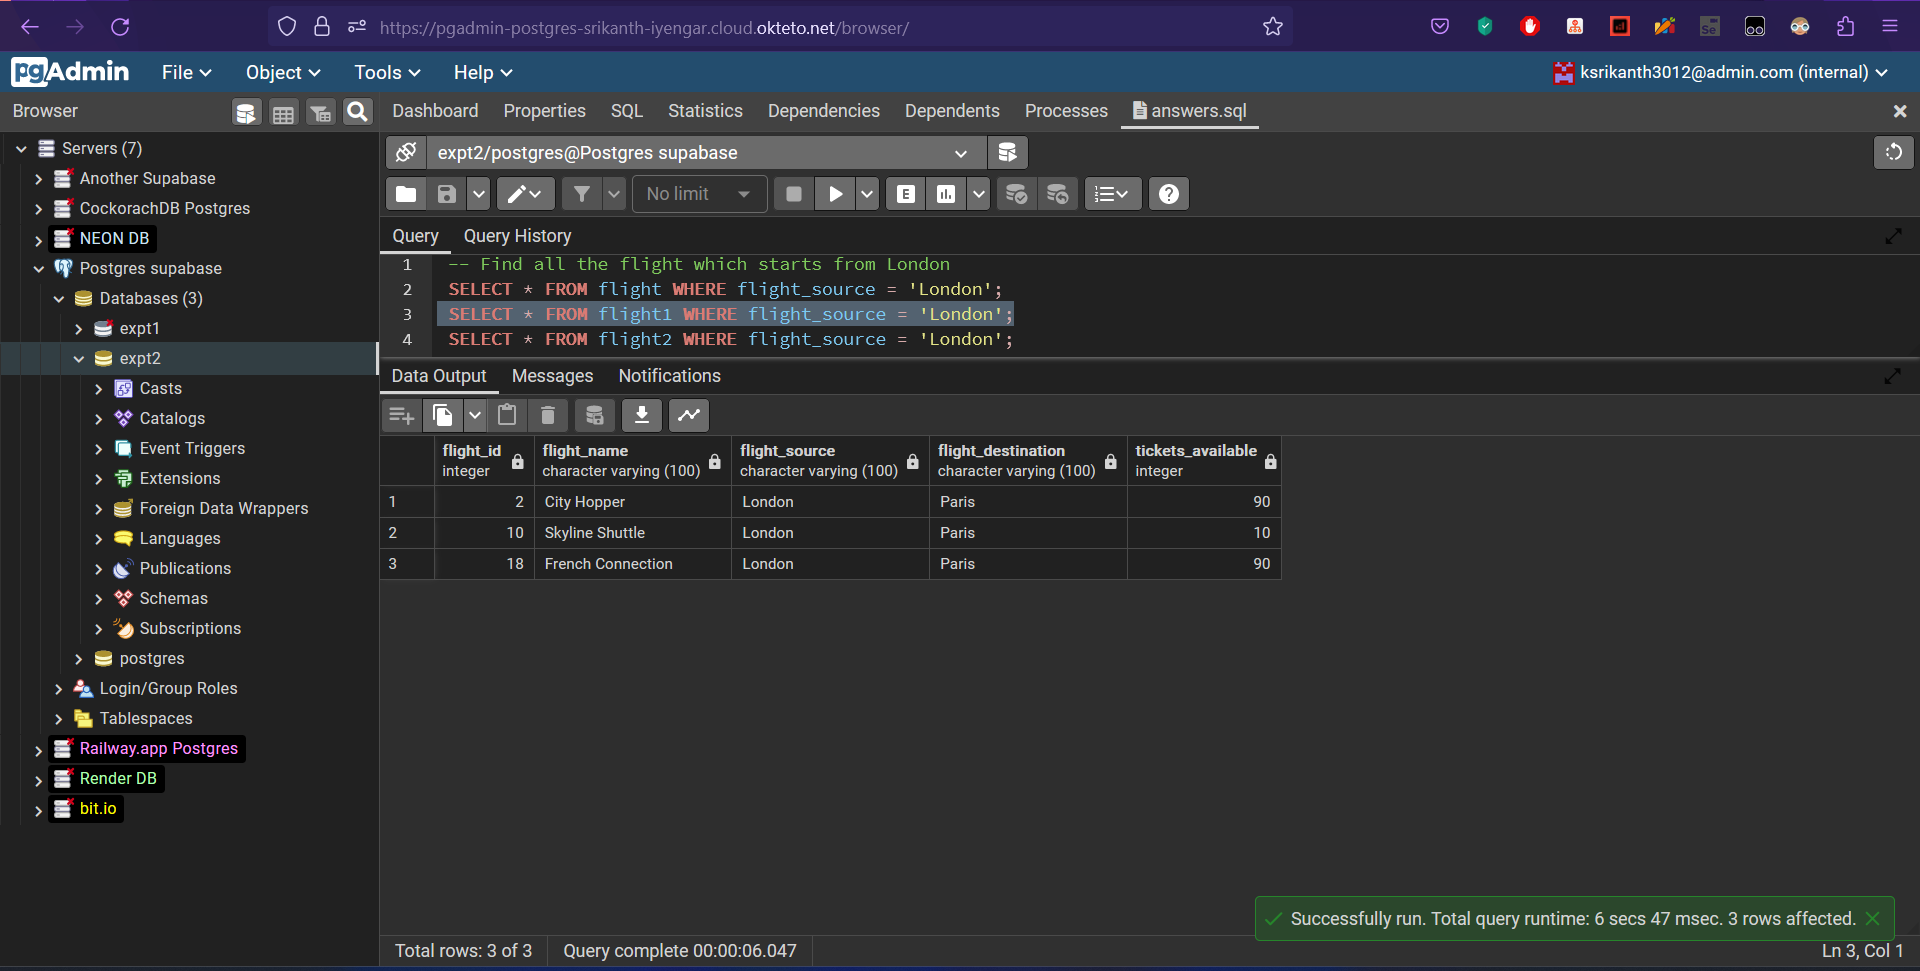 https://pgadmin-postgres-srikanth-iyengar.cloud.okteto.net/browser/
pgAdmin File Object Tools Help ksrikanth3012@admin.com (internal)
Browser
Dashboard Properties SQL Statistics Dependencies Dependents Processes answers.sql
Servers (7)
Another Supabase
CockorachDB Postgres
NEON DB
Postgres supabase
Databases (3)
expt1
expt2
Casts
Catalogs
Event Triggers
Extensions
Foreign Data Wrappers
Languages
Publications
Schemas
Subscriptions
postgres
Login/Group Roles
Tablespaces
Railway.app Postgres
Render DB
bit.io
expt2/postgres@Postgres supabase
No limit E
Query Query History
1 -- Find all the flight which starts from London
2 SELECT * FROM flight WHERE flight_source = 'London';
3 SELECT * FROM flight1 WHERE flight_source = 'London';
4 SELECT * FROM flight2 WHERE flight_source = 'London';
Data Output Messages Notifications
flight_id flight_name flight_source flight_destination tickets_available
integer character varying (100) character varying (100) character varying (100) integer
1 2 City Hopper London Paris 90
2 10 Skyline Shuttle London Paris 10
3 18 French Connection London Paris 90
Successfully run. Total query runtime: 6 secs 47 msec. 3 rows affected.
Total rows: 3 of 3 Query complete 00:00:06.047 Ln 3, Col 1